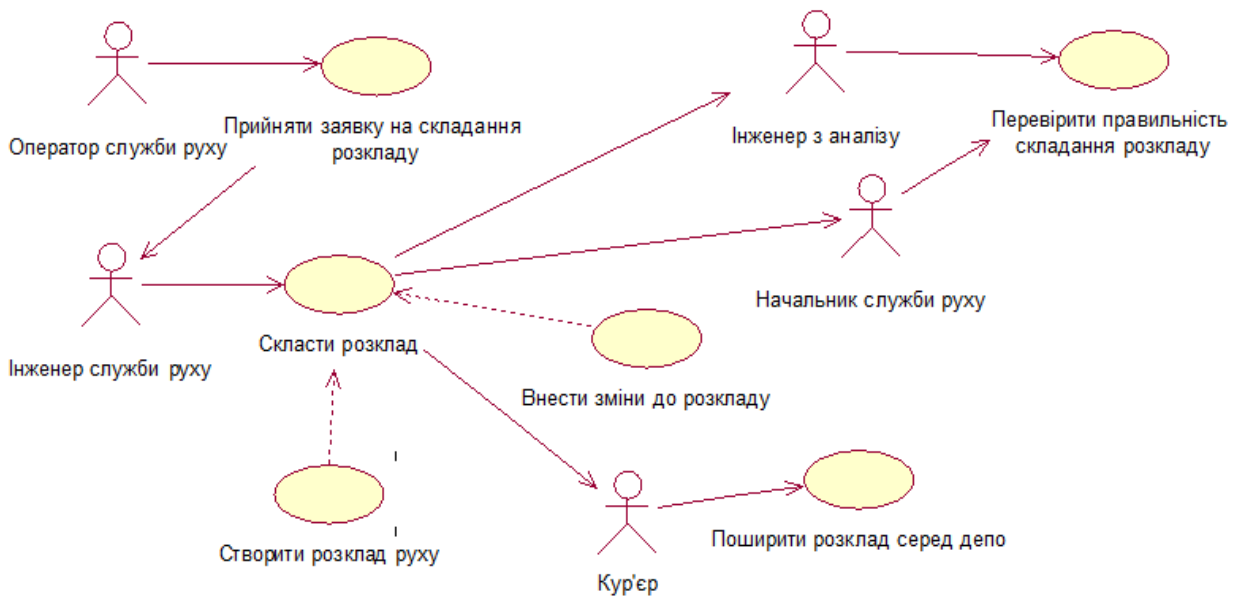 Оператор служби руху
Прийняти заявку на складання
розкладу
Інженер з аналізу
Перевірити правильність
складання розкладу
Інженер служби руху
Скласти розклад
Начальник служби руху
Внести зміни до розкладу
Створити розклад руху
Кур'єр
Поширити розклад серед депо